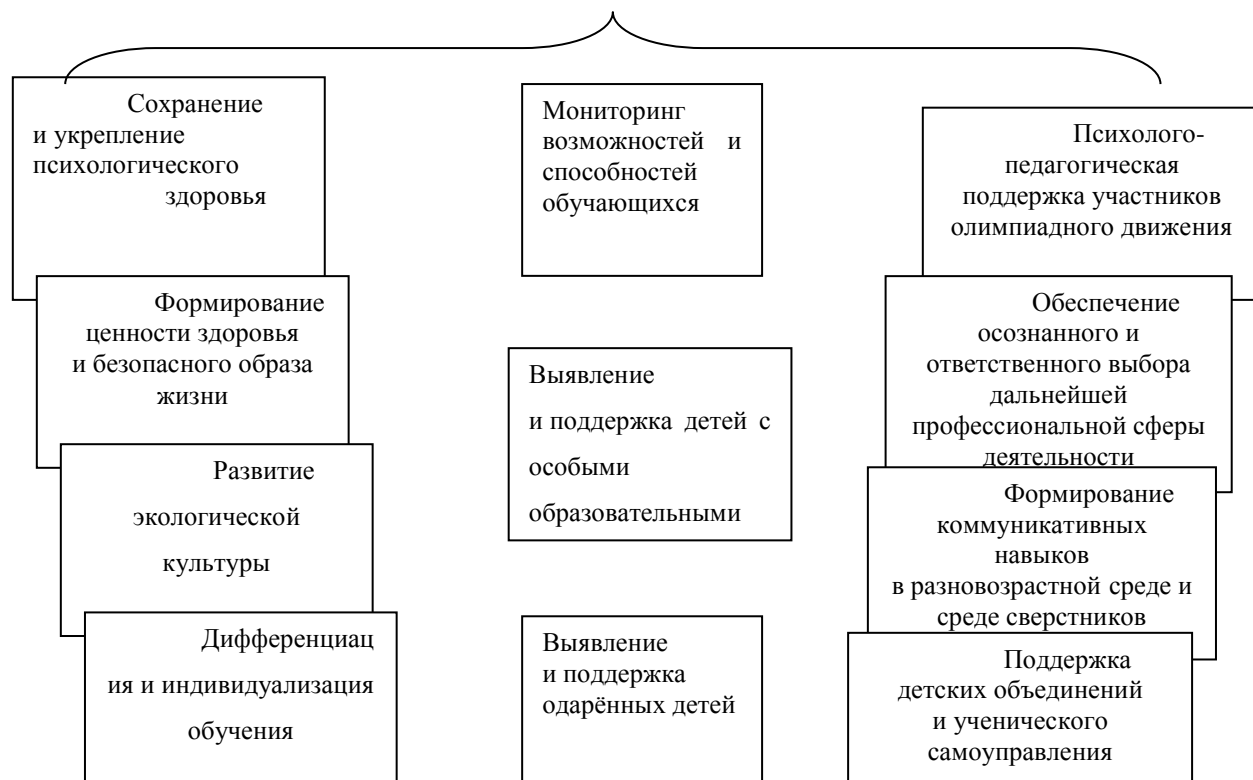 Сохранение
и укрепление
психологического
здоровья
Формирование
ценности здоровья
и безопасного образа
жизни
Развитие
экологической
культуры
Дифференциац
ия и индивидуализация
обучения
Мониторинг
возможностей и
способностей
обучающихся
Выявление
и поддержка детей с
особыми
образовательными
Выявление
и поддержка
одарённых детей
Психолого-
педагогическая
поддержка участников
олимпиадного движения
Обеспечение
осознанного и
ответственного выбора
дальнейшей
профессиональной сферы
деятельности
Формирование
коммуникативных
навыков
в разновозрастной среде и
среде сверстников
Поддержка
детских объединений
и ученического
самоуправления